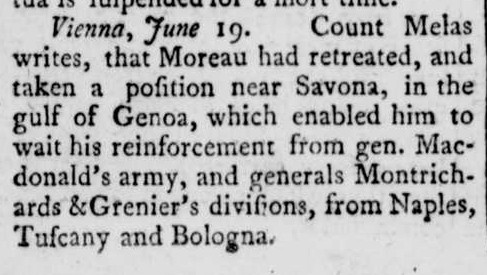 Vienna, June 19. Count Melas
writes, that Moreau had retreated, and
taken a poſition near Savona, in the
gulf of Genoa, which enabled him to
wait his reinforcement from gen. Mac-
donald's army, and generals Montrich-
ards &Grenier's diviſions, from Naples,
Tuſcany and Bologna.